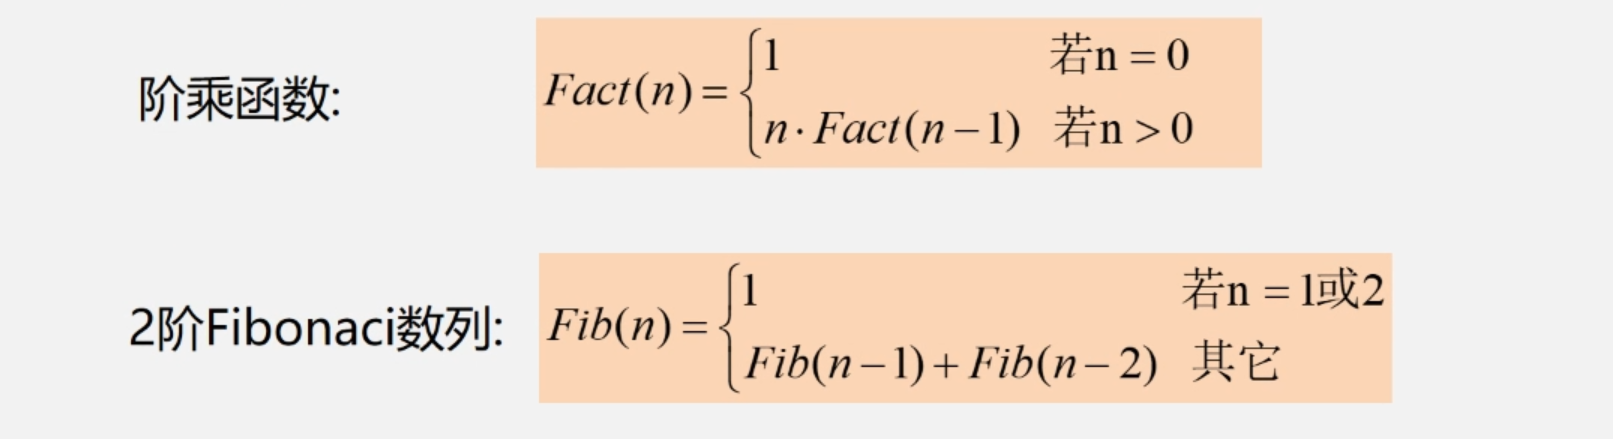 阶乘函数: Fact(n) = { 1 若n = 0
n · Fact(n − 1) 若n > 0
2阶Fibonaci数列: Fib(n) = { 1 若n = 1或2
Fib(n − 1) + Fib(n − 2) 其它